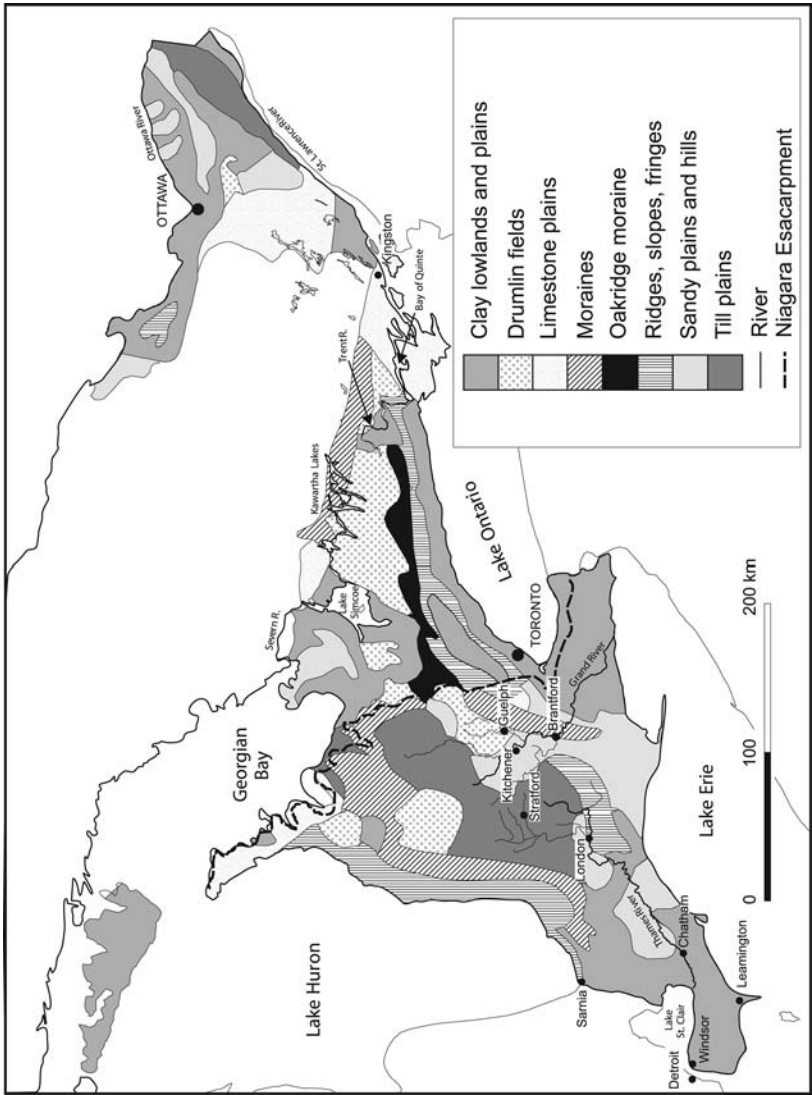 OTTAWA
Ottawa River
St. Lawrence River
Kingston
Bay of Quinte
Trent R.
Kawartha Lakes
Severn R.
Lake
Simcoe
Georgian
Bay
Lake Ontario
TORONTO
Guelph
Kitchener
Stratford
Brantford
Grand River
London
Thames River
Chatham
Lake Huron
Lake Erie
Sarnia
Lake
St. Clair
Detroit
Windsor
Leamington
0 100 200 km
Clay lowlands and plains
Drumlin fields
Limestone plains
Moraines
Oakridge moraine
Ridges, slopes, fringes
Sandy plains and hills
Till plains
River
Niagara Esacarpment